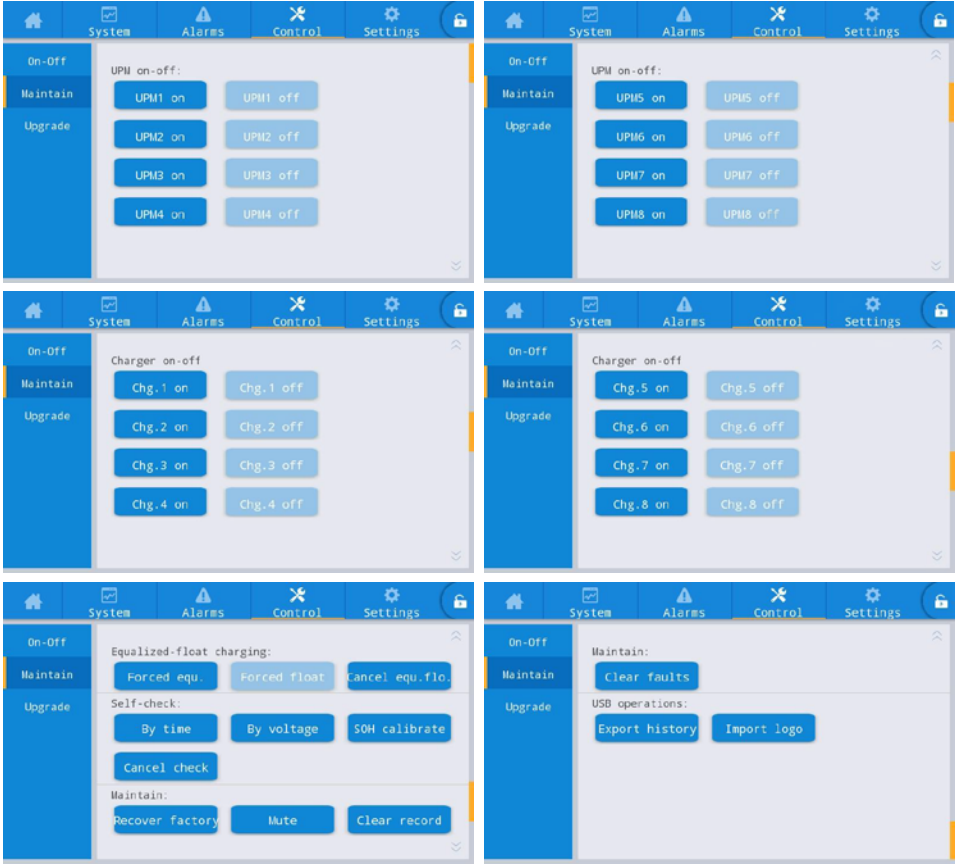 System Alarms Control Settings
On-Off
Maintain
Upgrade
UPM on-off:
UPM1 on UPM1 off
UPM2 on UPM2 off
UPM3 on UPM3 off
UPM4 on UPM4 off
System Alarms Control Settings
On-Off
Maintain
Upgrade
UPM on-off:
UPM5 on UPM5 off
UPM6 on UPM6 off
UPM7 on UPM7 off
UPM8 on UPM8 off
System Alarms Control Settings
On-Off
Maintain
Upgrade
Charger on-off
Chg.1 on Chg.1 off
Chg.2 on Chg.2 off
Chg.3 on Chg.3 off
Chg.4 on Chg.4 off
System Alarms Control Settings
On-Off
Maintain
Upgrade
Charger on-off
Chg.5 on Chg.5 off
Chg.6 on Chg.6 off
Chg.7 on Chg.7 off
Chg.8 on Chg.8 off
System Alarms Control Settings
On-Off
Maintain
Upgrade
Equalized-float charging:
Forced equ. Forced float Cancel equ.flo.
Self-check:
By time By voltage SOH calibrate
Cancel check
Maintain:
Recover factory Mute Clear record
System Alarms Control Settings
On-Off
Maintain
Upgrade
Maintain:
Clear faults
USB operations:
Export history Import logo